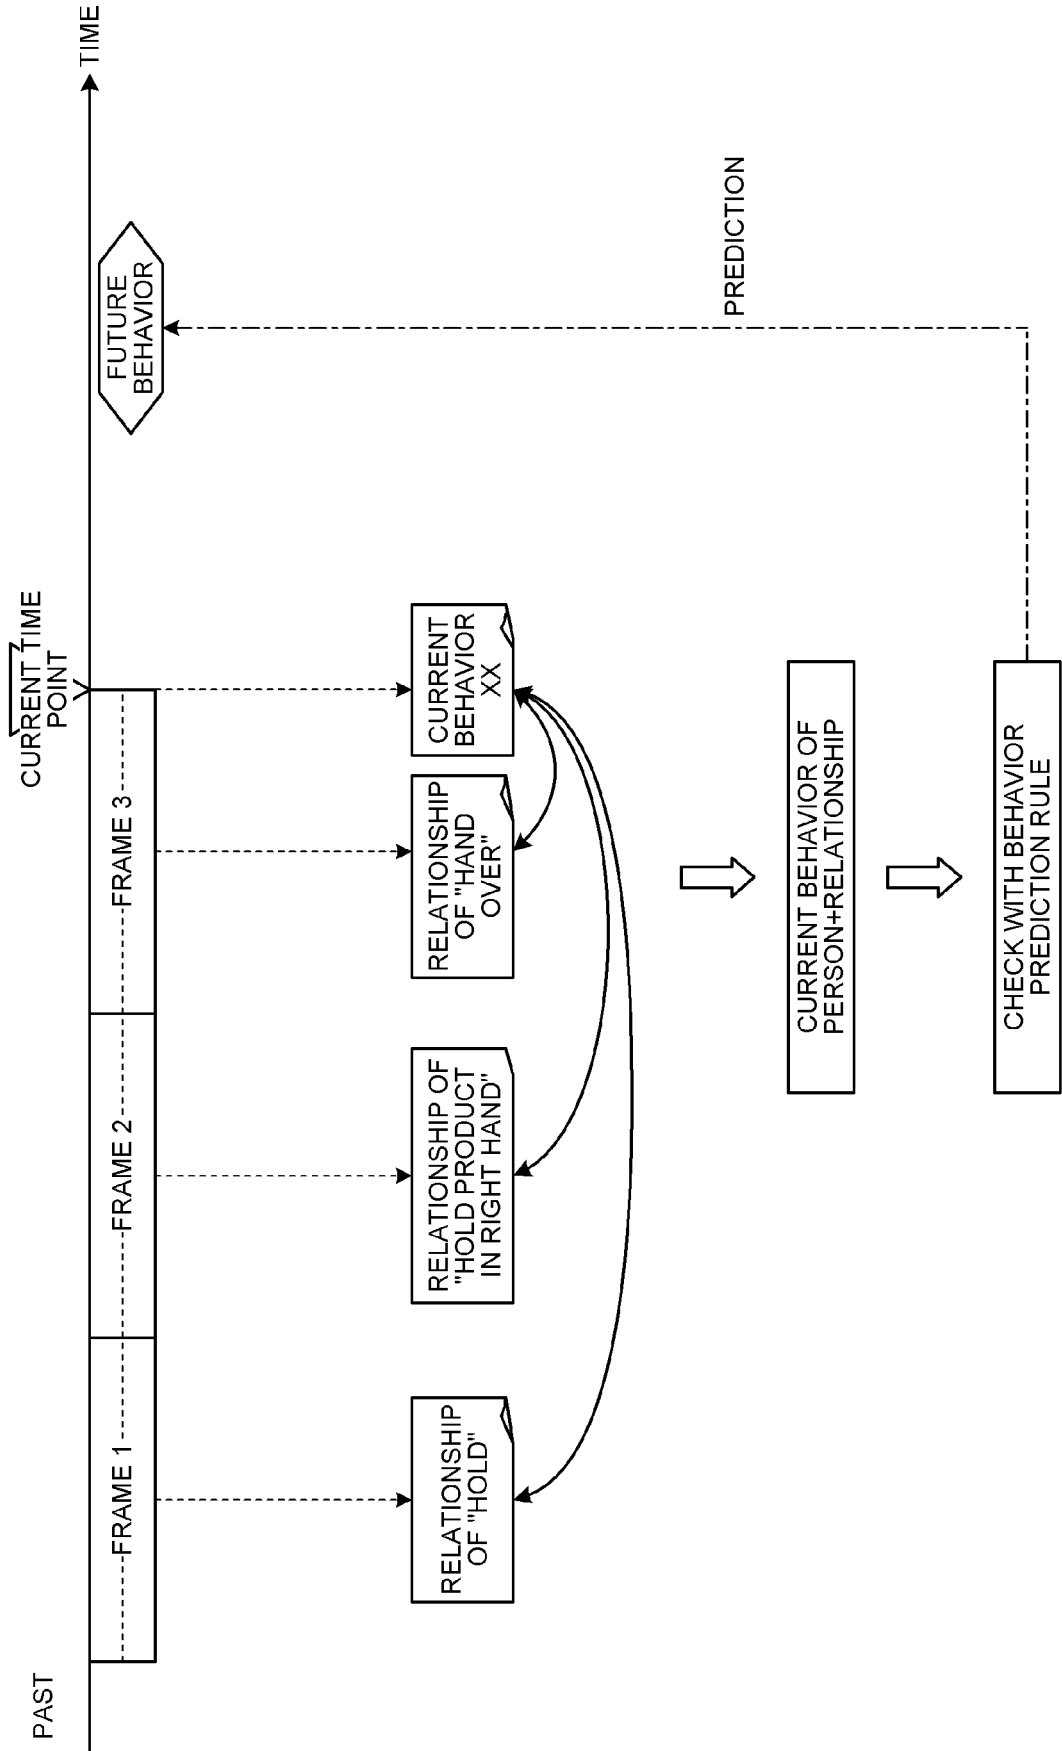 PAST
CURRENT TIME
POINT
TIME
FRAME 1
FRAME 2
FRAME 3
FUTURE
BEHAVIOR
RELATIONSHIP
OF "HOLD"
RELATIONSHIP OF
"HOLD PRODUCT
IN RIGHT HAND"
RELATIONSHIP
OF "HAND
OVER"
CURRENT
BEHAVIOR
XX
PREDICTION
CURRENT BEHAVIOR OF
PERSON+RELATIONSHIP
CHECK WITH BEHAVIOR
PREDICTION RULE